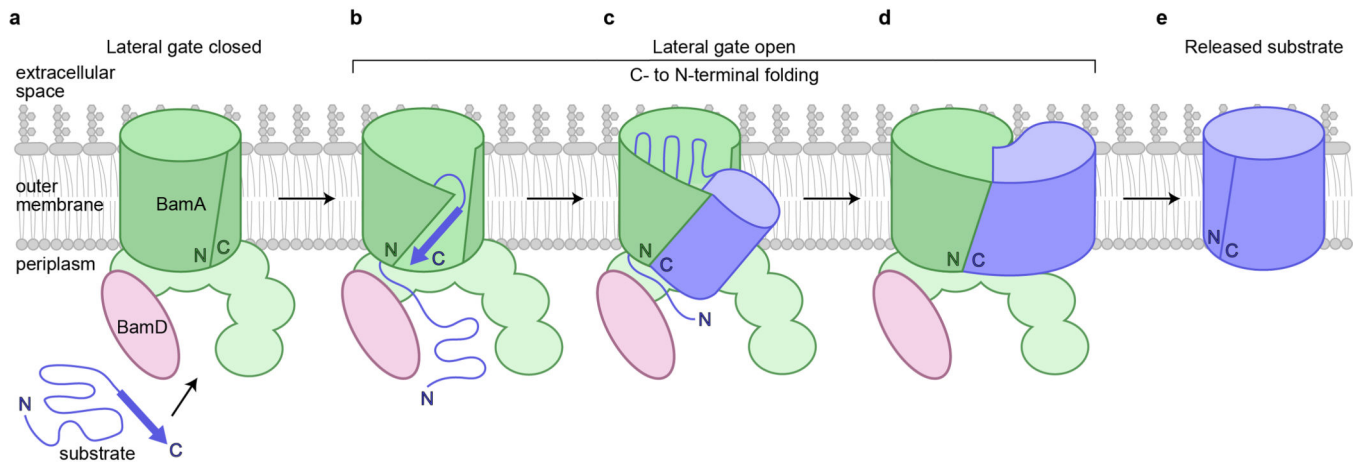 a
b
c
d
e
Lateral gate closed
Lateral gate open
Released substrate
C- to N-terminal folding
extracellular
space
outer
membrane
periplasm
BamA
N
C
BamD
N
substrate
C
N
C
N
N
C
N
N
C
N
C